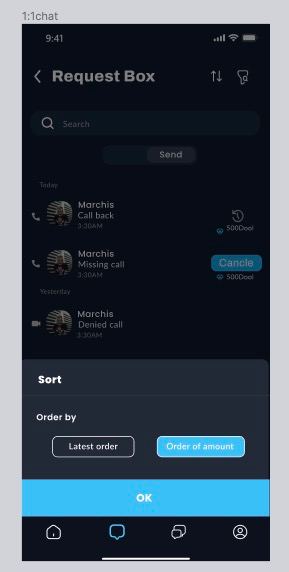 1:1chat
9:41
Request Box
Search
Send
Today
Marchis
Call back
3:30AM
500Dool
Marchis
Missing call
3:30AM
Cancle
500Dool
Yesterday
Marchis
Denied call
3:30AM
Sort
Order by
Latest order
Order of amount
OK